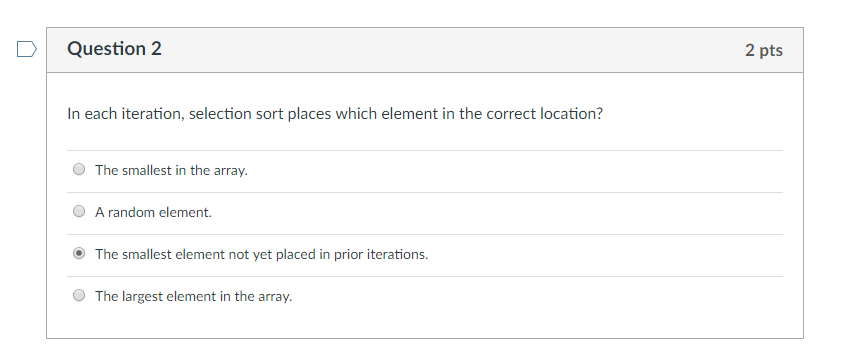 Question 2
2 pts
In each iteration, selection sort places which element in the correct location?
The smallest in the array.
A random element.
The smallest element not yet placed in prior iterations.
The largest element in the array.